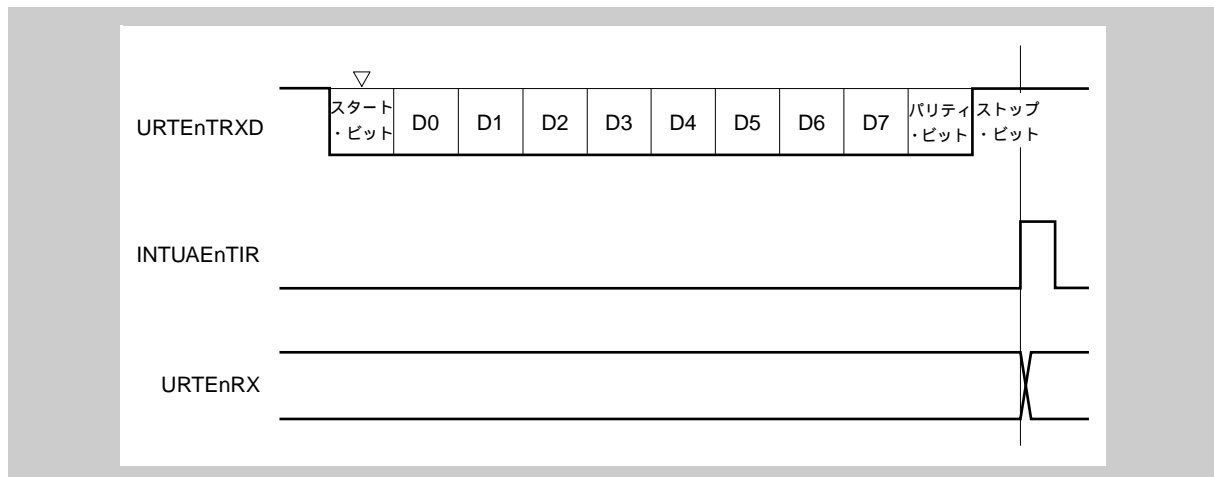 URTEnTRXD
スタート
・ビット
D0
D1
D2
D3
D4
D5
D6
D7
パリティ
・ビット
ストップ
・ビット
INTUAEnTIR
URTEnRX